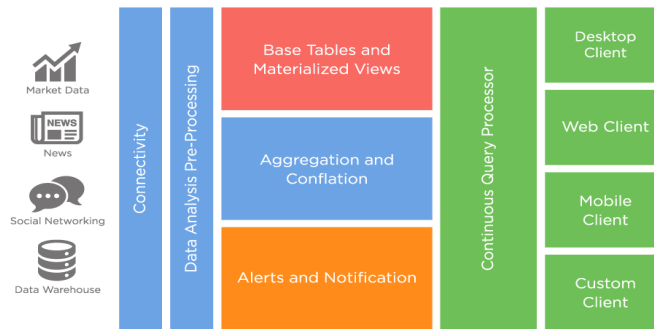 Market Data
NEWS
News
Social Networking
Data Warehouse
Connectivity
Data Analysis Pre-Processing
Base Tables and
Materialized Views
Aggregation and
Conflation
Alerts and Notification
Continuous Query Processor
Desktop
Client
Web Client
Mobile
Client
Custom
Client